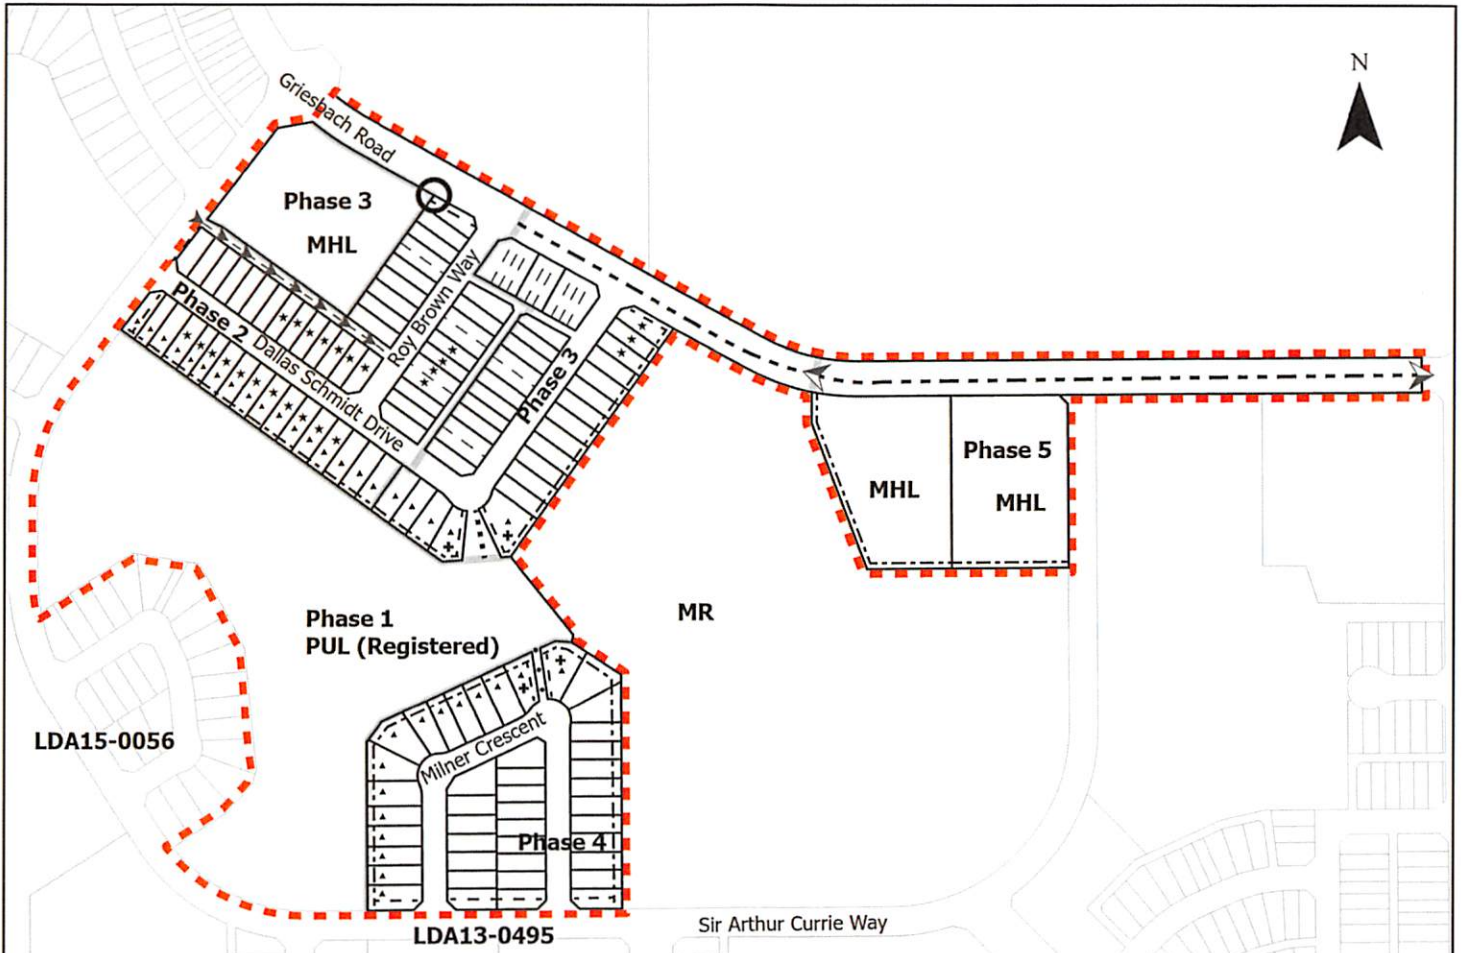 N
Griesbach Road
Phase 3
MHL
Roy Brown Way
Phase 2
Dallas Schmidt Drive
Phase 3
Phase 5
MHL
MHL
Phase 1
PUL (Registered)
MR
LDA15-0056
Milner Crescent
Phase 4
Sir Arthur Currie Way
LDA13-0495